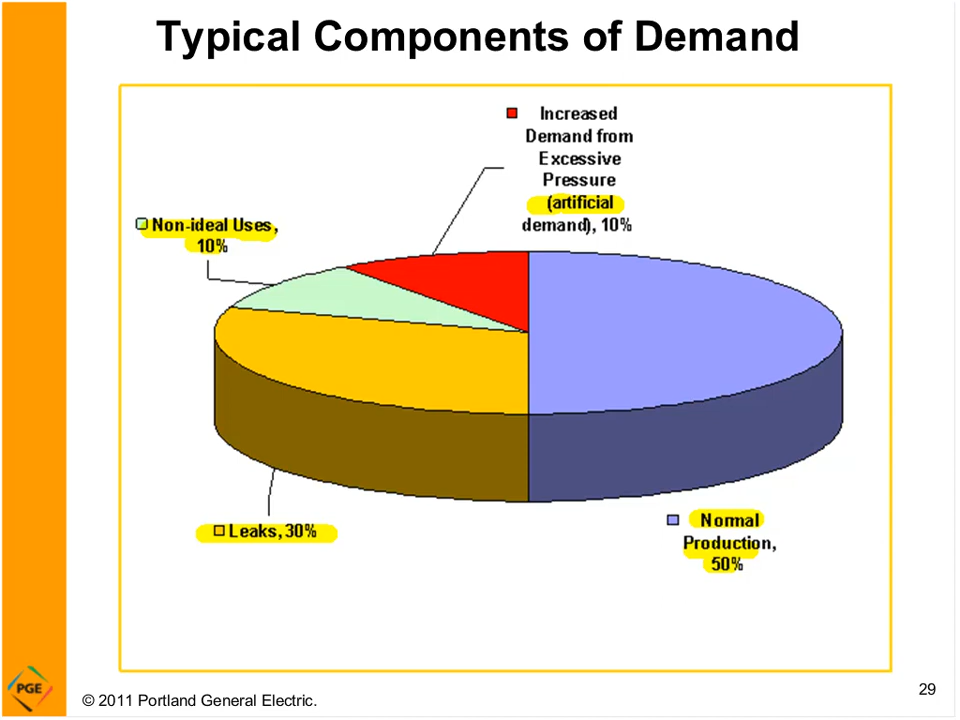 Typical Components of Demand
Increased
Demand from
Excessive
Pressure
(artificial
demand), 10%
Non-ideal Uses,
10%
Leaks, 30%
Normal
Production,
50%
PGE
© 2011 Portland General Electric.
29